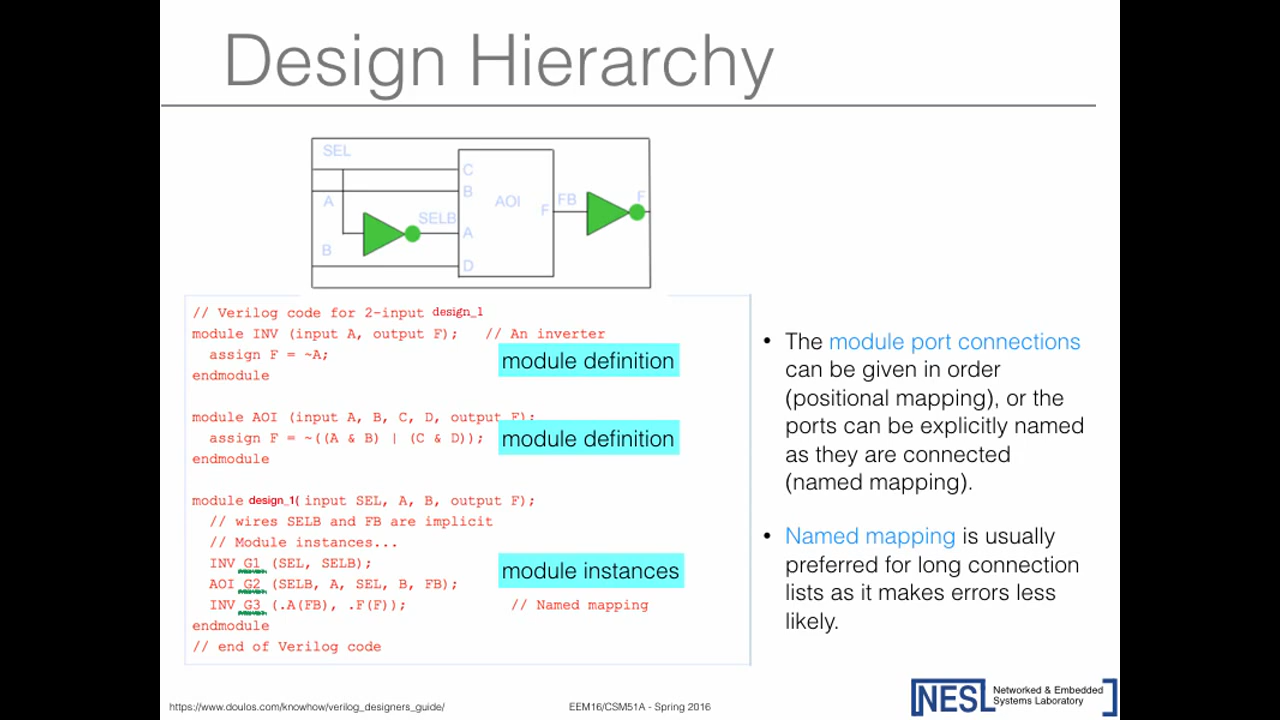 Design Hierarchy
SEL
C
B
A
AOI
FB
F
F
SELB
B
A
D
// Verilog code for 2-input design_1
module INV (input A, output F);   // An inverter
  assign F = ~A;
module definition
endmodule
module AOI (input A, B, C, D, output F);
  assign F = ~((A & B) | (C & D));
module definition
endmodule
module design_1( input SEL, A, B, output F);
  // wires SELB and FB are implicit
  // Module instances...
  INV G1 (SEL, SELB);
  AOI G2 (SELB, A, SEL, B, FB);
module instances
  INV G3 (.A(FB), .F(F));   // Named mapping
endmodule
// end of Verilog code
• The module port connections
can be given in order
(positional mapping), or the
ports can be explicitly named
as they are connected
(named mapping).
• Named mapping is usually
preferred for long connection
lists as it makes errors less
likely.
https://www.doulos.com/knowhow/verilog_designers_guide/
EEM16/CSM51A - Spring 2016
NESL
Networked & Embedded
Systems Laboratory